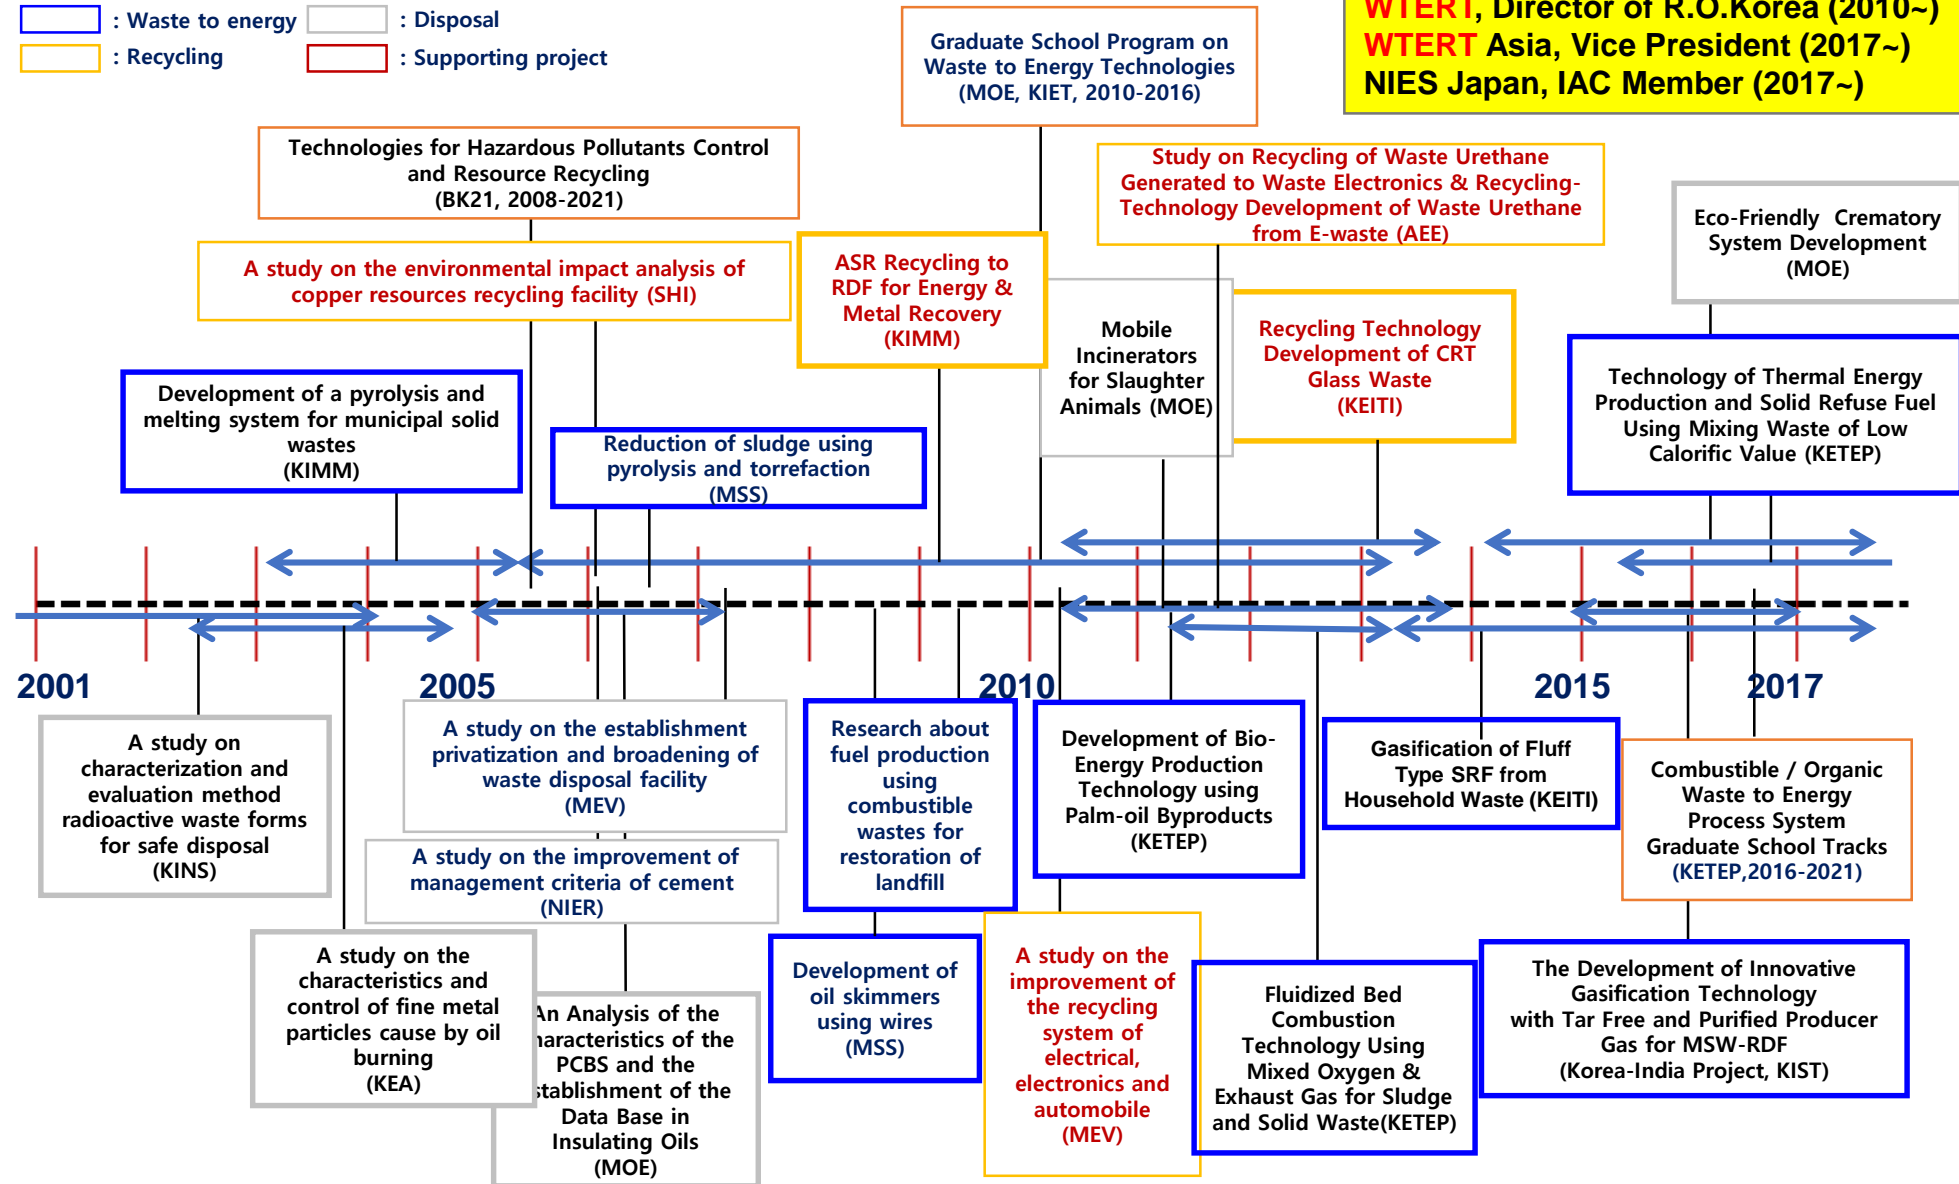 : Waste to energy
: Disposal
: Recycling
: Supporting project
WTERT, Director of R.O.Korea (2010~)
WTERT Asia, Vice President (2017~)
NIES Japan, IAC Member (2017~)
Graduate School Program on
Waste to Energy Technologies
(MOE, KIET, 2010-2016)
Technologies for Hazardous Pollutants Control
and Resource Recycling
(BK21, 2008-2021)
Study on Recycling of Waste Urethane
Generated to Waste Electronics & Recycling-
Technology Development of Waste Urethane
from E-waste (AEE)
Eco-Friendly Crematory
System Development
(MOE)
A study on the environmental impact analysis of
copper resources recycling facility (SHI)
ASR Recycling to
RDF for Energy &
Metal Recovery
(KIMM)
Mobile
Incinerators
for Slaughter
Animals (MOE)
Recycling Technology
Development of CRT
Glass Waste
(KEITI)
Technology of Thermal Energy
Production and Solid Refuse Fuel
Using Mixing Waste of Low
Calorific Value (KETEP)
Development of a pyrolysis and
melting system for municipal solid
wastes
(KIMM)
Reduction of sludge using
pyrolysis and torrefaction
(MSS)
2001
2005
2010
2015
2017
A study on
characterization and
evaluation method
radioactive waste forms
for safe disposal
(KINS)
A study on the establishment
privatization and broadening of
waste disposal facility
(MEV)
A study on the improvement of
management criteria of cement
(NIER)
Research about
fuel production
using
combustible
wastes for
restoration of
landfill
Development of Bio-
Energy Production
Technology using
Palm-oil Byproducts
(KETEP)
Gasification of Fluff
Type SRF from
Household Waste (KEITI)
Combustible / Organic
Waste to Energy
Process System
Graduate School Tracks
(KETEP,2016-2021)
A study on the
characteristics and
control of fine metal
particles cause by oil
burning
(KEA)
An Analysis of the
haracteristics of the
PCBS and the
stablishment of the
Data Base in
Insulating Oils
(MOE)
Development of
oil skimmers
using wires
(MSS)
A study on the
improvement of
the recycling
system of
electrical,
electronics and
automobile
(MEV)
Fluidized Bed
Combustion
Technology Using
Mixed Oxygen &
Exhaust Gas for Sludge
and Solid Waste(KETEP)
The Development of Innovative
Gasification Technology
with Tar Free and Purified Producer
Gas for MSW-RDF
(Korea-India Project, KIST)